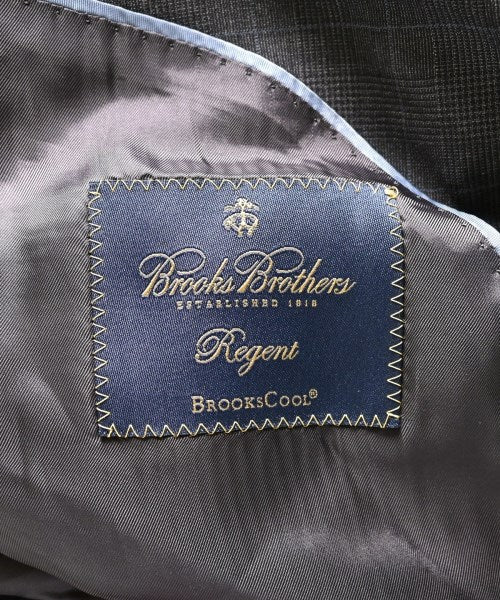 Brooks Brothers
ESTABLISHED 1818
Regent
BROOKSCOOL®